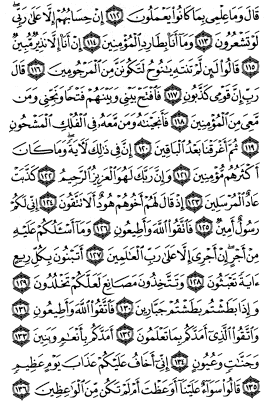 قَالَ وَمَا عِلْمِى بِمَا كَانُوا۟ يَعْمَلُونَ ١١٢ إِنْ حِسَابُهُمْ إِلَّا عَلَىٰ رَبِّى
لَوْ تَشْعُرُونَ ١١٣ وَمَآ أَنَا۠ بِطَارِدِ ٱلْمُؤْمِنِينَ ١١٤ إِنْ أَنَا۠ إِلَّا نَذِيرٌ مُّبِينٌ
١١٥ قَالُوا۟ لَئِن لَّمْ تَنتَهِ يَـٰنُوحُ لَتَكُونَنَّ مِنَ ٱلْمَرْجُومِينَ ١١٦ قَالَ
رَبِّ إِنَّ قَوْمِى كَذَّبُونِ ١١٧ فَٱفْتَحْ بَيْنِى وَبَيْنَهُمْ فَتْحًا وَنَجِّنِى وَمَن
مَّعِىَ مِنَ ٱلْمُؤْمِنِينَ ١١٨ فَأَنجَيْنَـٰهُ وَمَن مَّعَهُۥ فِى ٱلْفُلْكِ ٱلْمَشْحُونِ
١١٩ ثُمَّ أَغْرَقْنَا بَعْدُ ٱلْبَاقِينَ ١٢٠ إِنَّ فِى ذَٰلِكَ لَـَٔايَةً وَمَا كَانَ
أَكْثَرُهُم مُّؤْمِنِينَ ١٢١ وَإِنَّ رَبَّكَ لَهُوَ ٱلْعَزِيزُ ٱلرَّحِيمُ ١٢٢ كَذَّبَتْ
عَادٌ ٱلْمُرْسَلِينَ ١٢٣ إِذْ قَالَ لَهُمْ أَخُوهُمْ هُودٌ أَلَا تَتَّقُونَ ١٢٤ إِنِّى لَكُمْ
رَسُولٌ أَمِينٌ ١٢٥ فَٱتَّقُوا۟ ٱللَّهَ وَأَطِيعُونِ ١٢٦ وَمَآ أَسْـَٔلُكُمْ عَلَيْهِ
مِنْ أَجْرٍ إِنْ أَجْرِىَ إِلَّا عَلَىٰ رَبِّ ٱلْعَـٰلَمِينَ ١٢٧ أَتَبْنُونَ بِكُلِّ رِيعٍ
ءَايَةً تَعْبَثُونَ ١٢٨ وَتَتَّخِذُونَ مَصَانِعَ لَعَلَّكُمْ تَخْلُدُونَ
١٢٩ وَإِذَا بَطَشْتُم بَطَشْتُمْ جَبَّارِينَ ١٣٠ فَٱتَّقُوا۟ ٱللَّهَ وَأَطِيعُونِ ١٣١
وَٱتَّقُوا۟ ٱلَّذِىٓ أَمَدَّكُم بِمَا تَعْلَمُونَ ١٣٢ أَمَدَّكُم بِأَنْعَـٰمٍ وَبَنِينَ ١٣٣
وَجَنَّـٰتٍ وَعُيُونٍ ١٣٤ إِنِّىٓ أَخَافُ عَلَيْكُمْ عَذَابَ يَوْمٍ عَظِيمٍ
١٣٥ قَالُوا۟ سَوَآءٌ عَلَيْنَآ أَوَعَظْتَ أَمْ لَمْ تَكُن مِّنَ ٱلْوَٰعِظِينَ ١٣٦